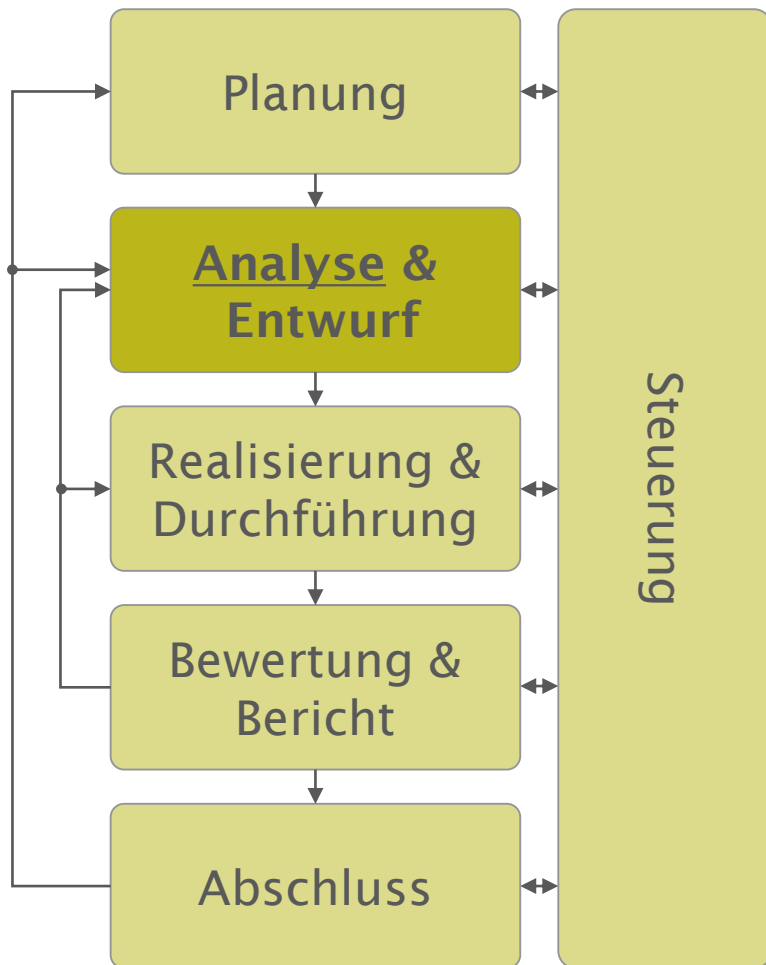 Planung
Analyse &
Entwurf
Realisierung &
Durchführung
Bewertung &
Bericht
Abschluss
Steuerung